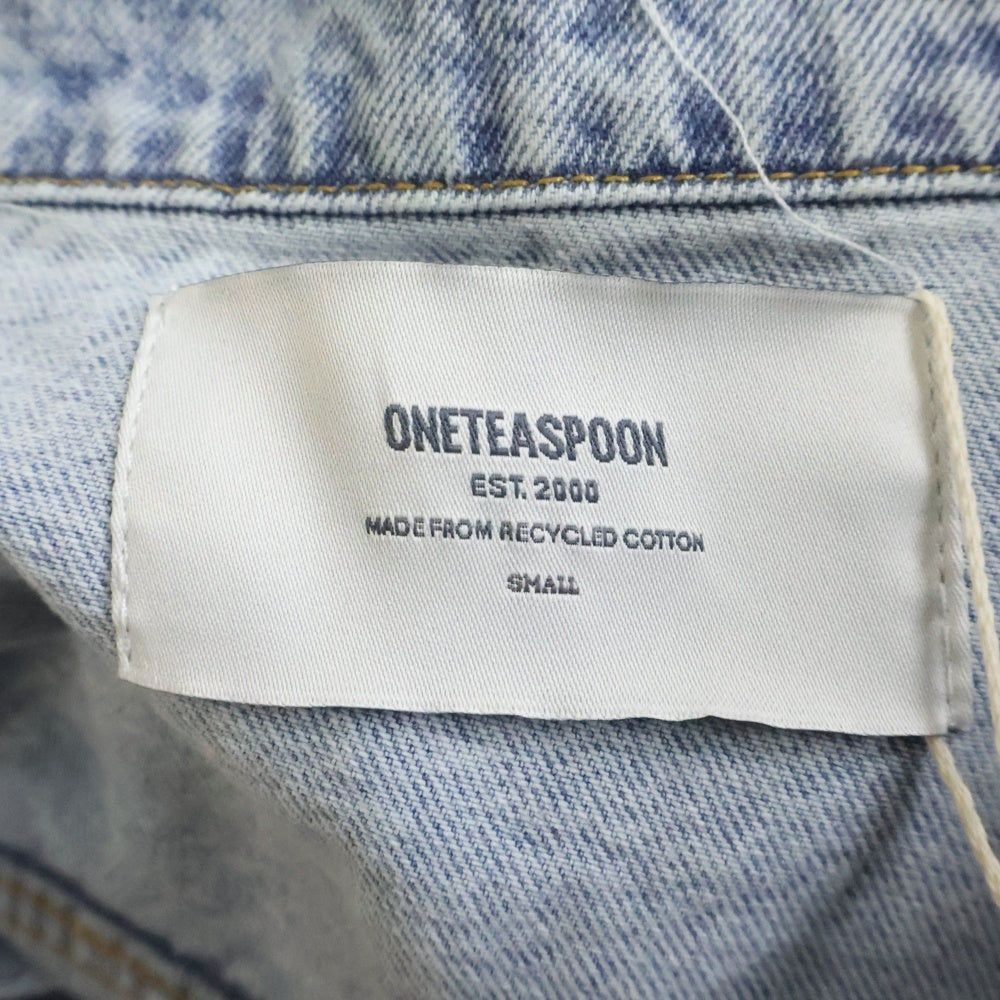 ONETEASPOON
EST. 2000
MADE FROM RECYCLED COTTON
SMALL